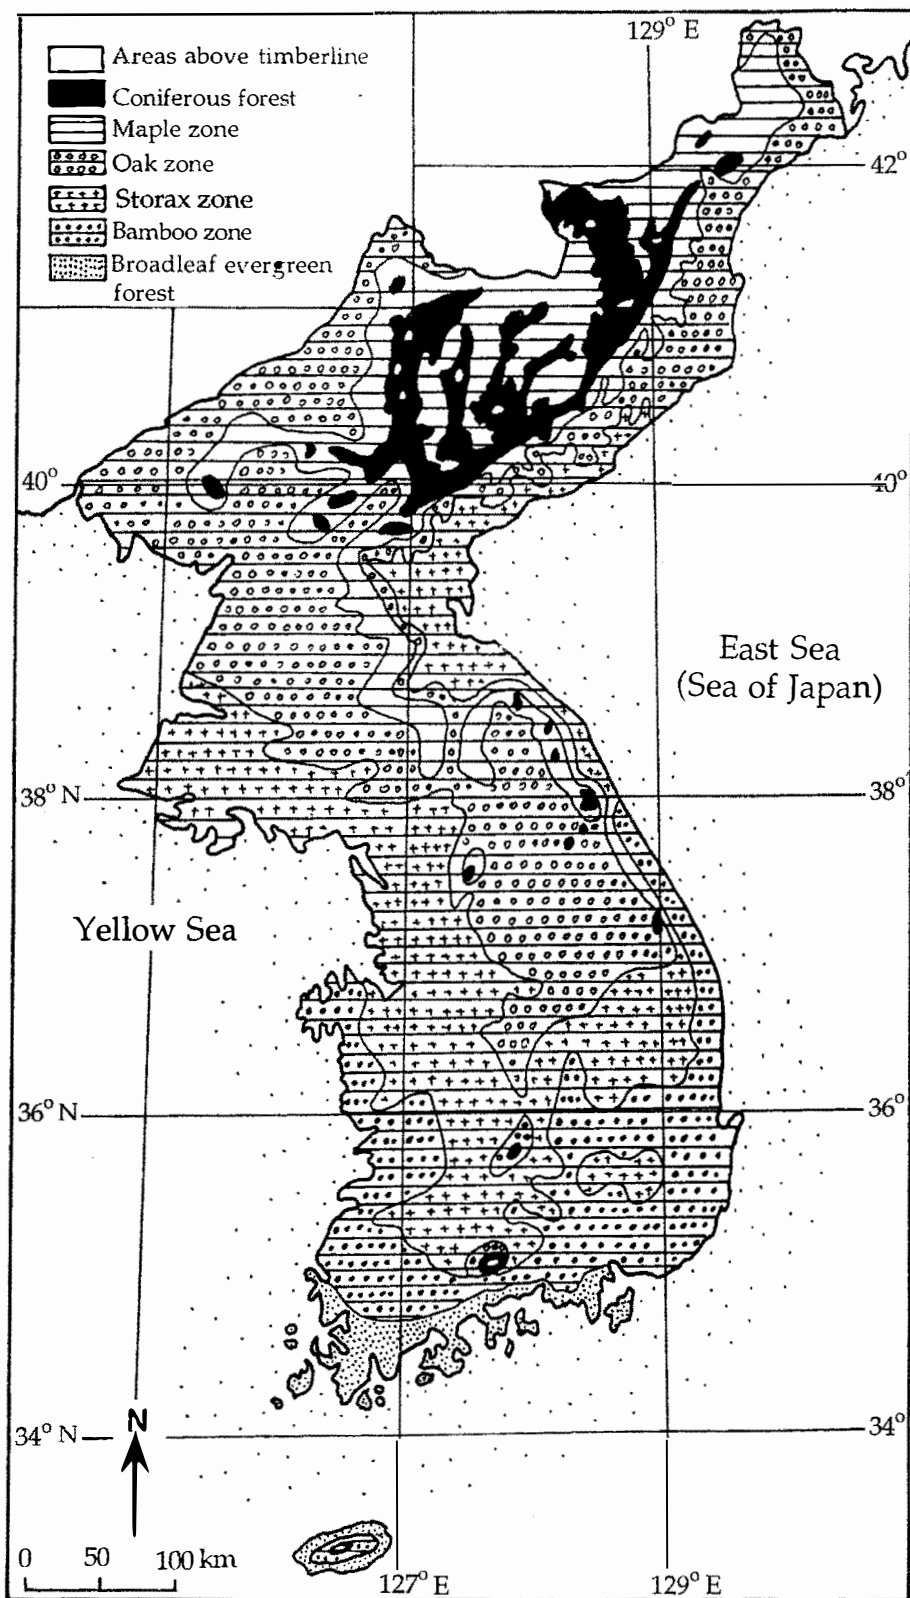 129° E
Areas above timberline
Coniferous forest
Maple zone
Oak zone
Storax zone
Bamboo zone
Broadleaf evergreen
forest
42°
40°
40°
East Sea
(Sea of Japan)
38° N
38°
Yellow Sea
36° N
36°
N
34° N
34°
0 50 100 km
127° E
129° E